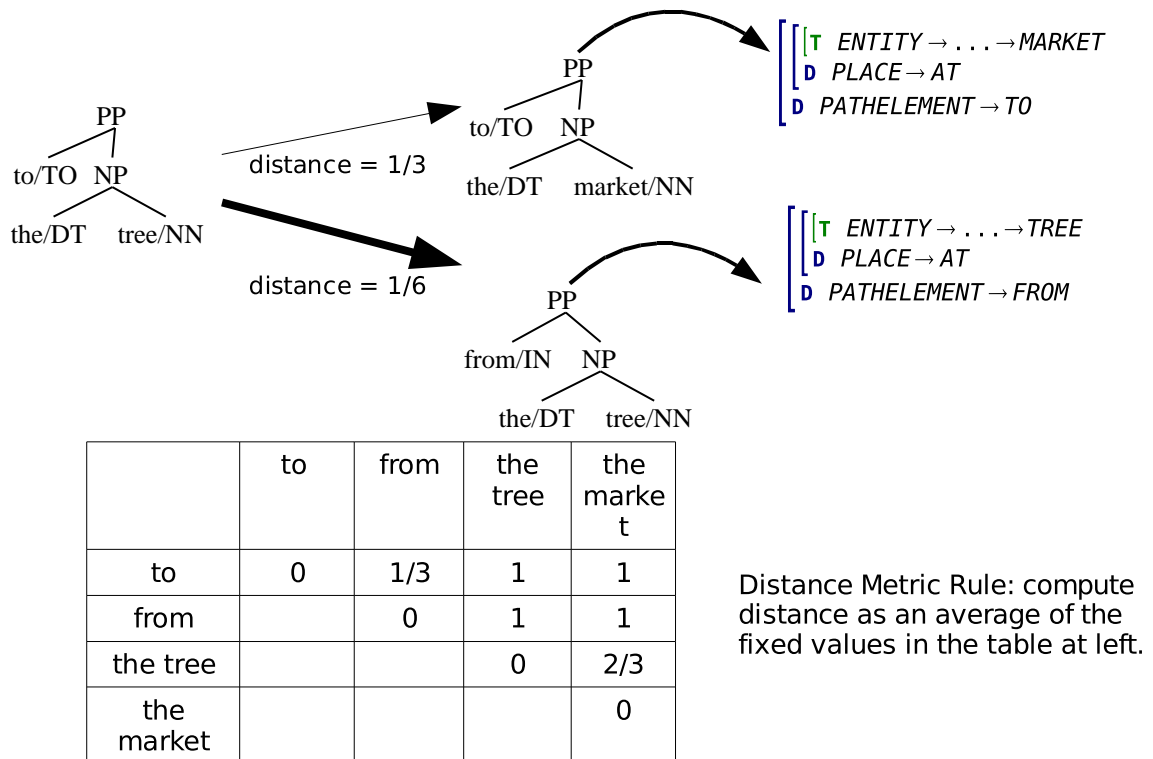 PP
to/TO NP
the/DT tree/NN
distance = 1/3
distance = 1/6
PP
to/TO NP
the/DT market/NN
T ENTITY→...→MARKET
D PLACE→AT
D PATHELEMENT→TO
PP
from/IN NP
the/DT tree/NN
T ENTITY→...→TREE
D PLACE→AT
D PATHELEMENT→FROM
to from the the
tree marke
t
to 0 1/3 1 1
from 0 1 1
the tree 0 2/3
the 0
market
Distance Metric Rule: compute
distance as an average of the
fixed values in the table at left.